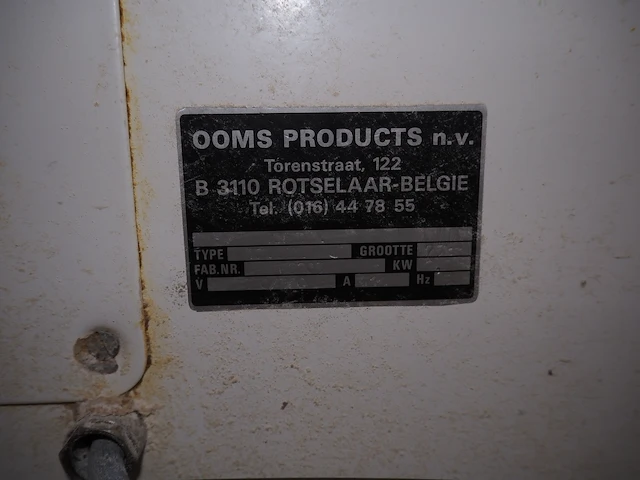 OOMS PRODUCTS n.v.
Torenstraat, 122
B 3110 ROTSELAAR-BELGIE
Tel. (016) 44 78 55
TYPE GROOTTE
FAB.NR. KW
V A Hz